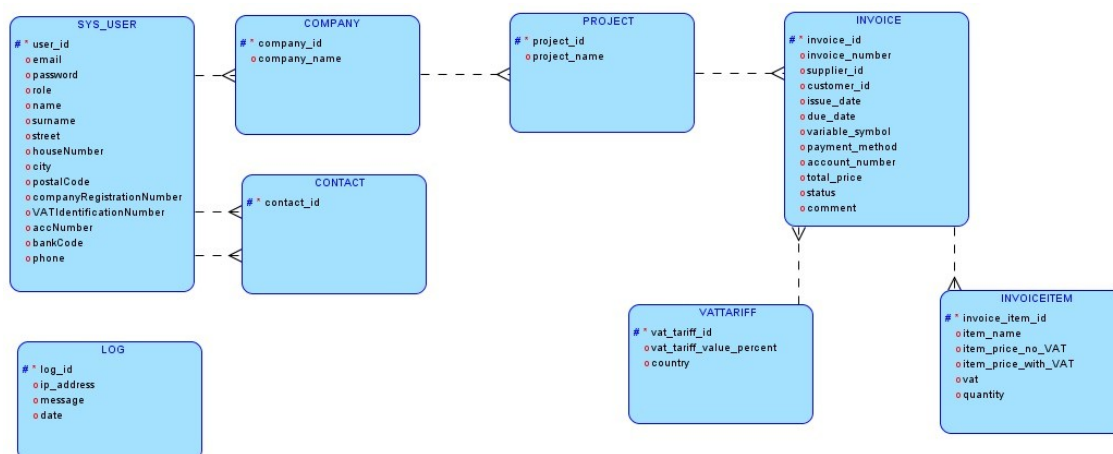 SYS_USER
# * user_id
o email
o password
o role
o name
o surname
o street
o houseNumber
o city
o postalCode
o companyRegistrationNumber
o VATIdentificationNumber
o accNumber
o bankCode
o phone
COMPANY
# * company_id
o company_name
PROJECT
# * project_id
o project_name
INVOICE
# * invoice_id
o invoice_number
o supplier_id
o customer_id
o issue_date
o due_date
o variable_symbol
o payment_method
o account_number
o total_price
o status
o comment
CONTACT
# * contact_id
VATTARIFF
# * vat_tariff_id
o vat_tariff_value_percent
o country
INVOICEITEM
# * invoice_item_id
o item_name
o item_price_no_VAT
o item_price_with_VAT
o vat
o quantity
LOG
# * log_id
o ip_address
o message
o date